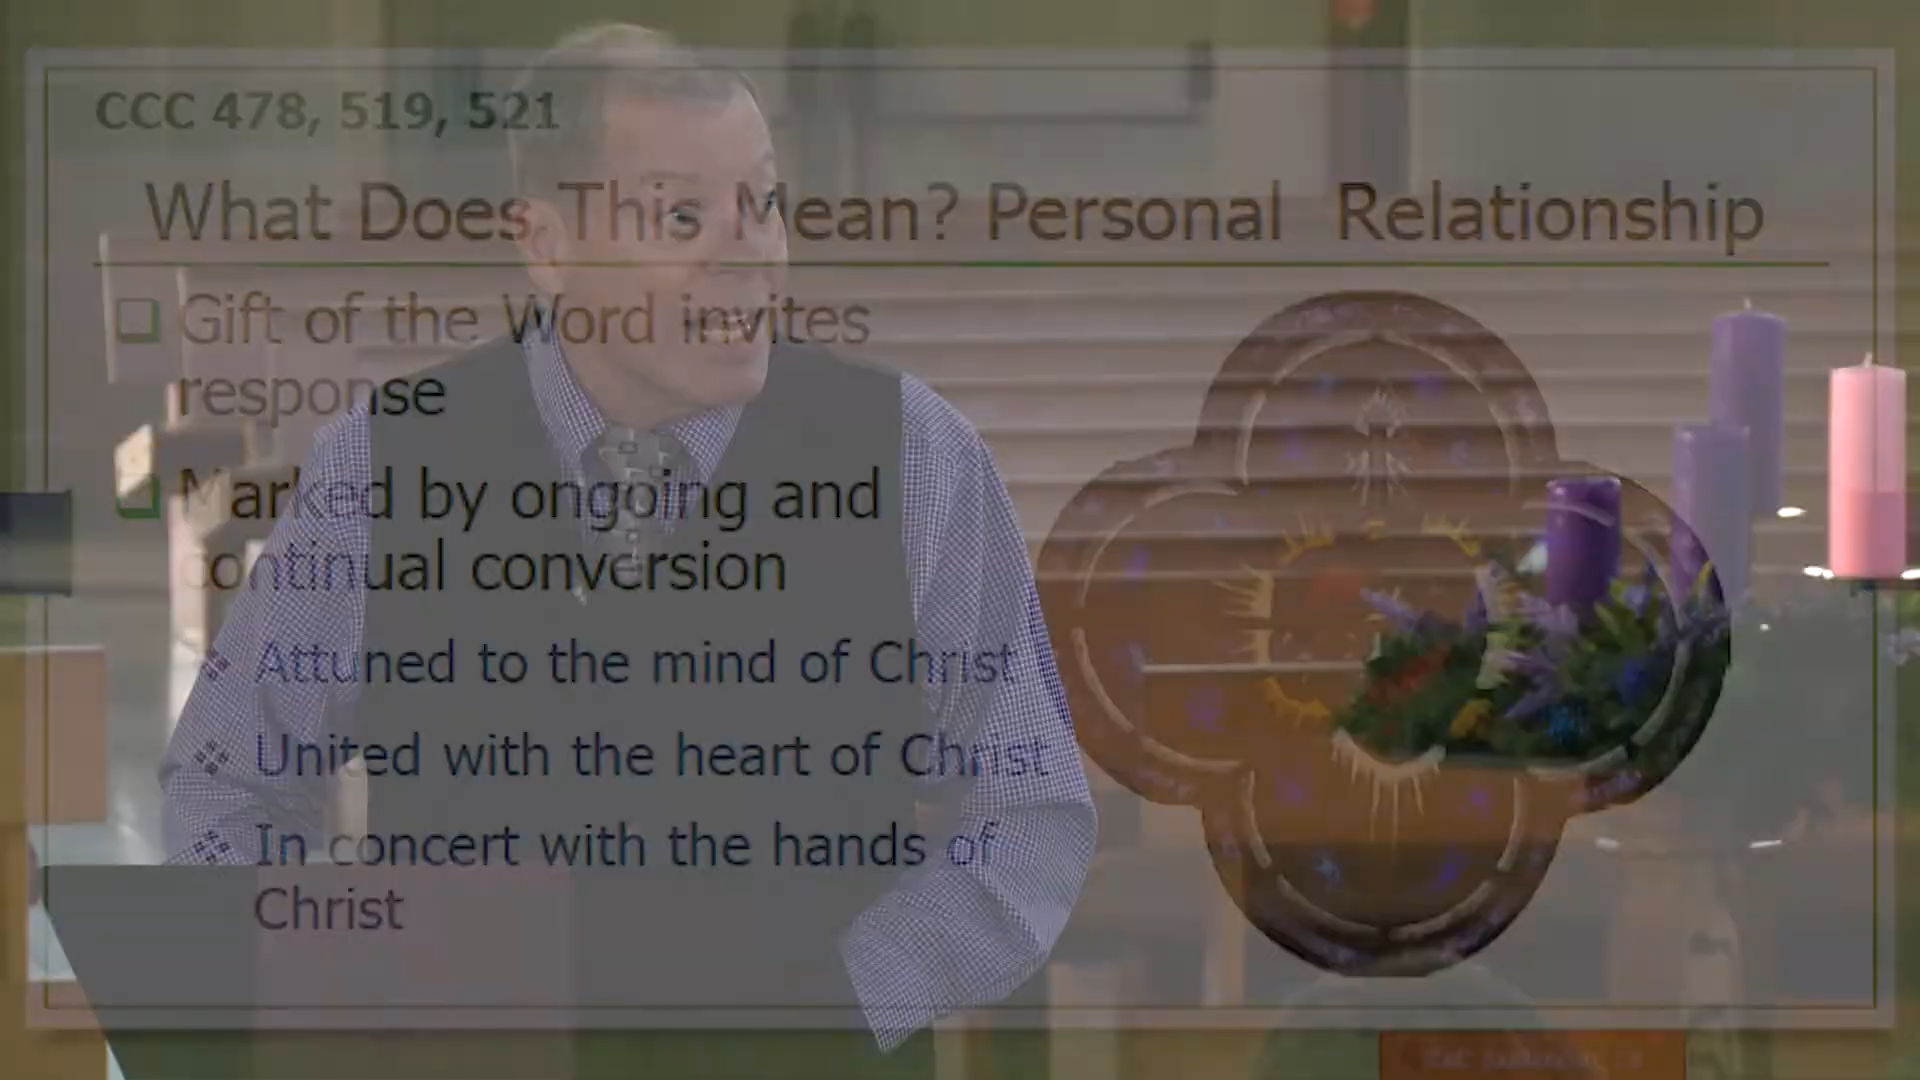 CCC 478, 519, 521
What Does This Mean? Personal Relationship
Gift of the Word invites
response
Marked by ongoing and
continual conversion
Attuned to the mind of Christ
United with the heart of Christ
In concert with the hands of
Christ